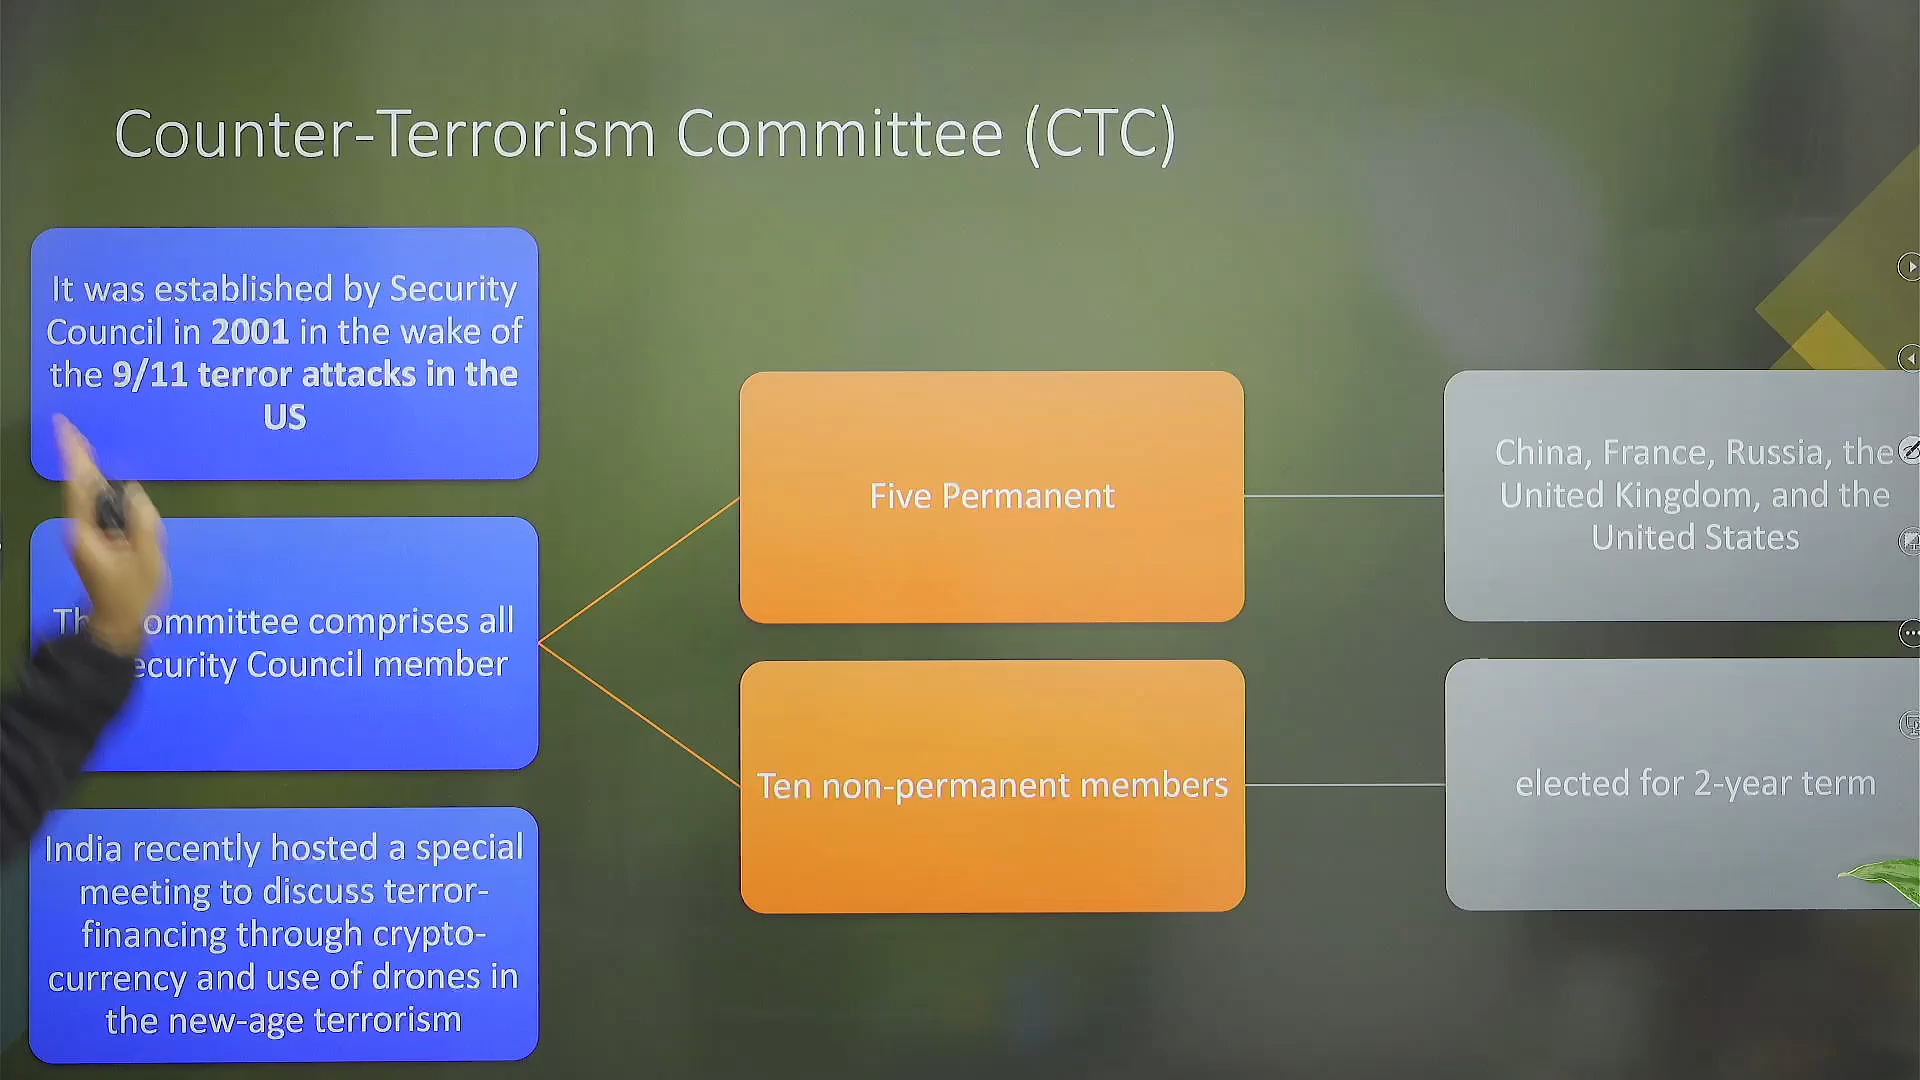 Counter-Terrorism Committee (CTC)
It was established by Security
Council in 2001 in the wake of
the 9/11 terror attacks in the
US
committee comprises all
Security Council member
India recently hosted a special
meeting to discuss terror-
financing through crypto-
currency and use of drones in
the new-age terrorism
Five Permanent
Ten non-permanent members
China, France, Russia, the
United Kingdom, and the
United States
elected for 2-year term